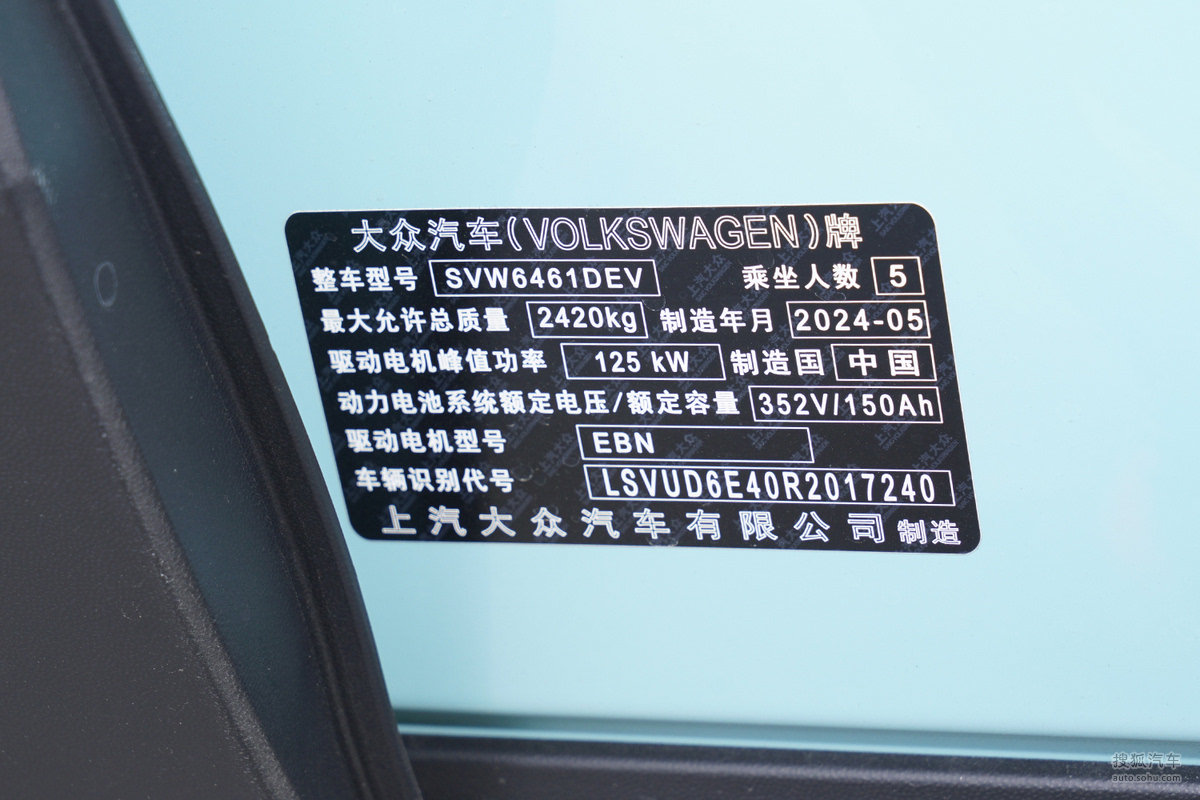 大众汽车(VOLKSWAGEN)牌
整车型号 SVW6461DEV 乘坐人数 5
最大允许总质量 2420kg 制造年月 2024-05
驱动电机峰值功率 125 kW 制造国 中国
动力电池系统额定电压/额定容量 352V/150Ah
驱动电机型号 EBN
车辆识别代号 LSVUD6E40R2017240
上汽大众汽车有限公司 制造
搜狐汽车
auto.sohu.com